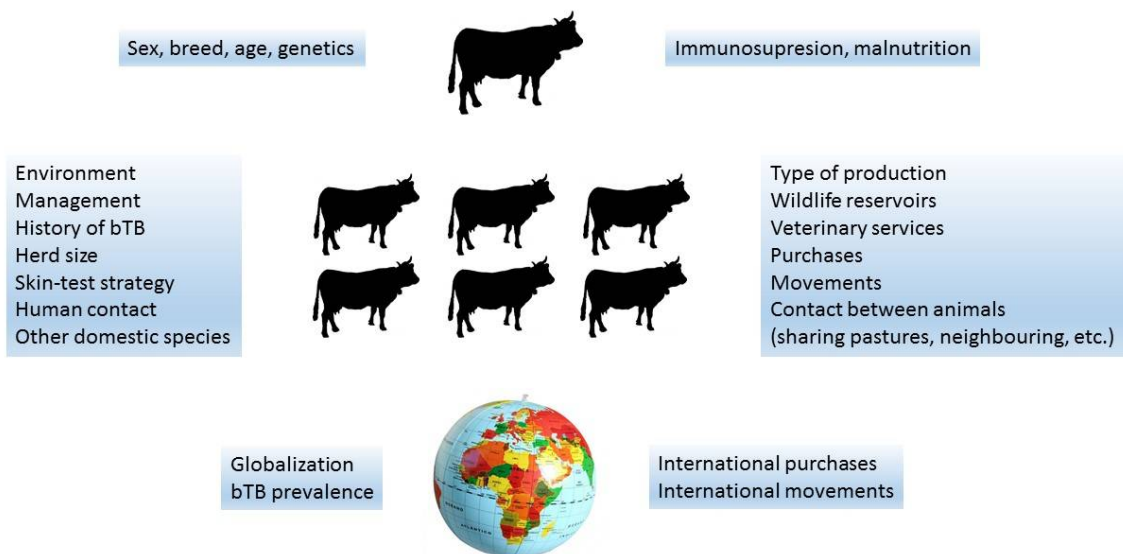 Sex, breed, age, genetics
Immunosupresion, malnutrition
Environment
Management
History of bTB
Herd size
Skin-test strategy
Human contact
Other domestic species
Type of production
Wildlife reservoirs
Veterinary services
Purchases
Movements
Contact between animals
(sharing pastures, neighbouring, etc.)
Globalization
bTB prevalence
International purchases
International movements